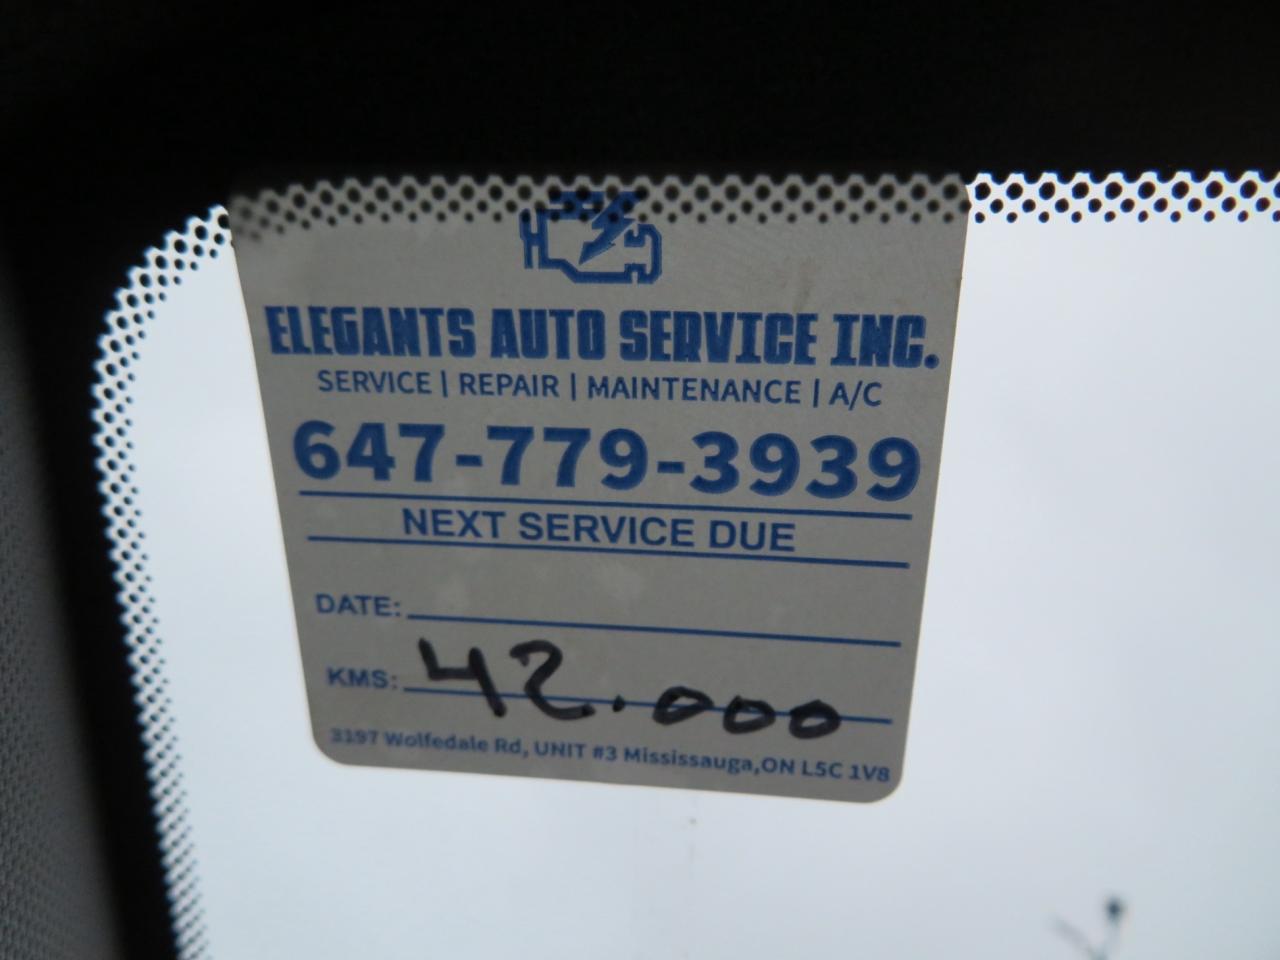 ELEGANTS AUTO SERVICE INC.
SERVICE | REPAIR | MAINTENANCE | A/C
647-779-3939
NEXT SERVICE DUE
DATE:
KMS: 42.000
3197 Wolfedale Rd, UNIT #3 Mississauga,ON L5C 1V8